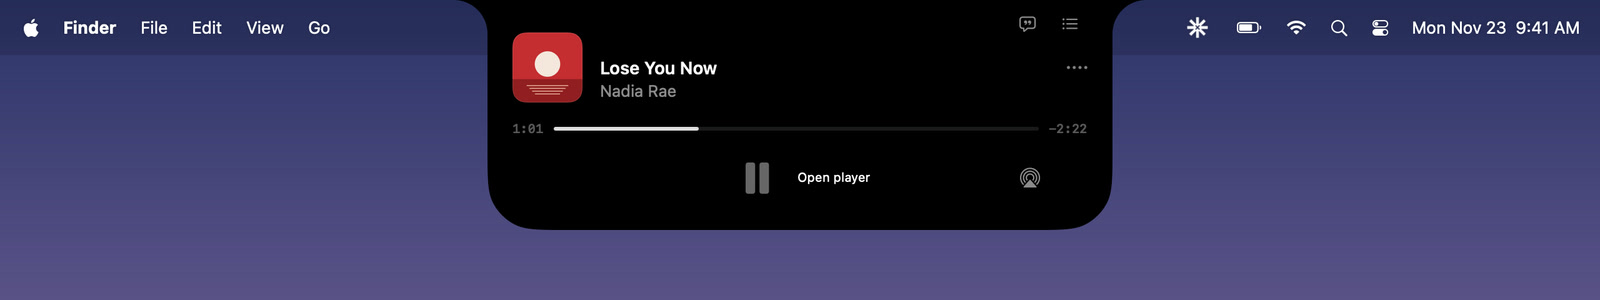 Finder File Edit View Go
Mon Nov 23 9:41 AM
Lose You Now
Nadia Rae
1:01
-2:22
Open player